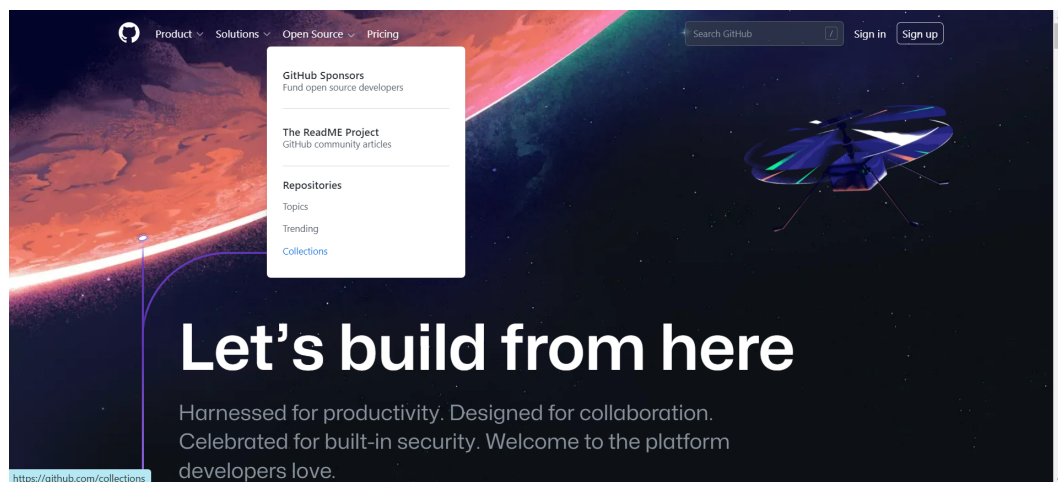 Product Solutions Open Source Pricing Search GitHub / Sign in Sign up
GitHub Sponsors
Fund open source developers
The ReadME Project
GitHub community articles
Repositories
Topics
Trending
Collections
Let's build from here
Harnessed for productivity. Designed for collaboration.
Celebrated for built-in security. Welcome to the platform
developers love.
https://github.com/collections